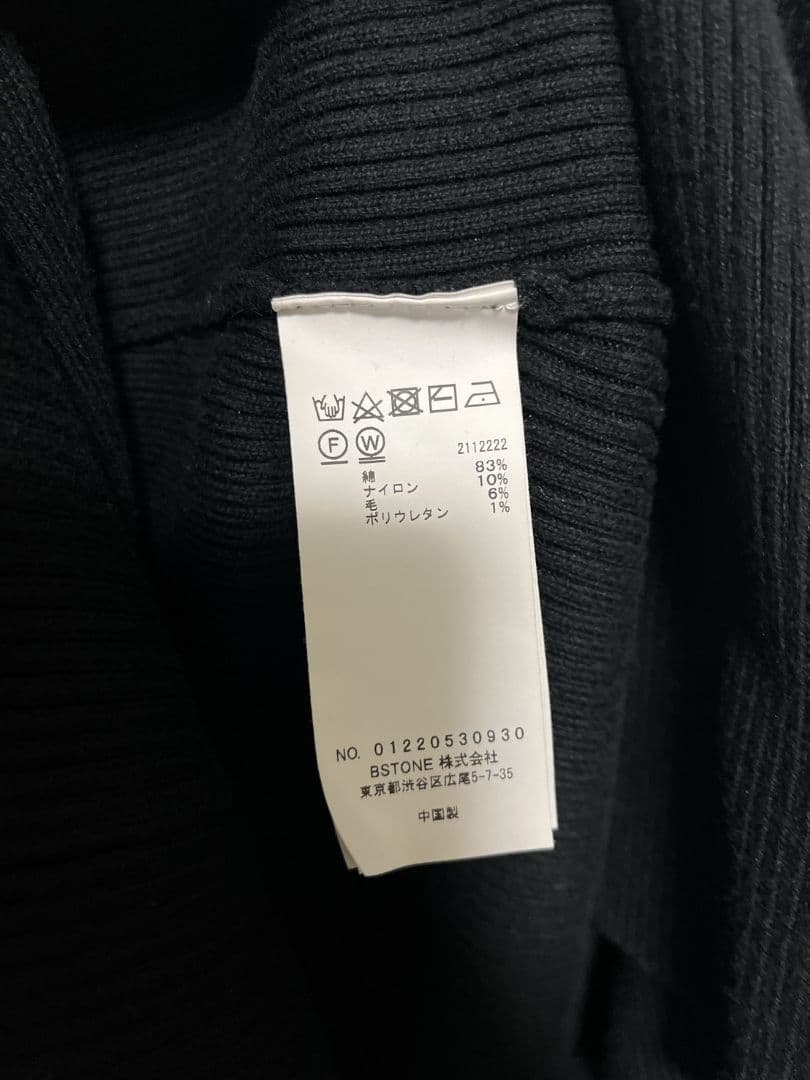 F W
2112222
綿 83%
ナイロン 10%
毛 6%
ポリウレタン 1%
NO. 01220530930
BSTONE 株式会社
東京都渋谷区広尾5-7-35
中国製